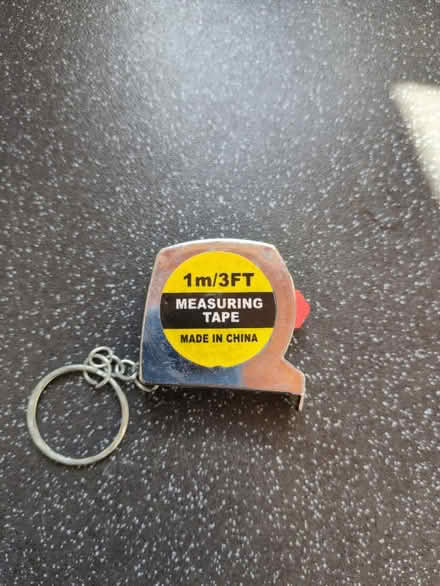 1m/3FT
MEASURING
TAPE
MADE IN CHINA